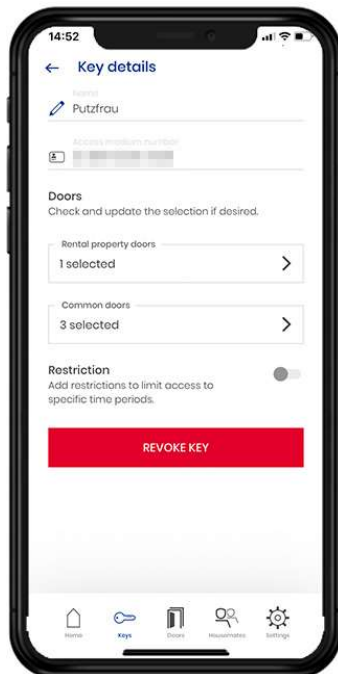 14:52
Key details
Name
Putzfrau
Access medium number
Doors
Check and update the selection if desired.
Rental property doors
1 selected
Common doors
3 selected
Restriction
Add restrictions to limit access to
specific time periods.
REVOKE KEY
Home
Keys
Doors
Housemates
Settings